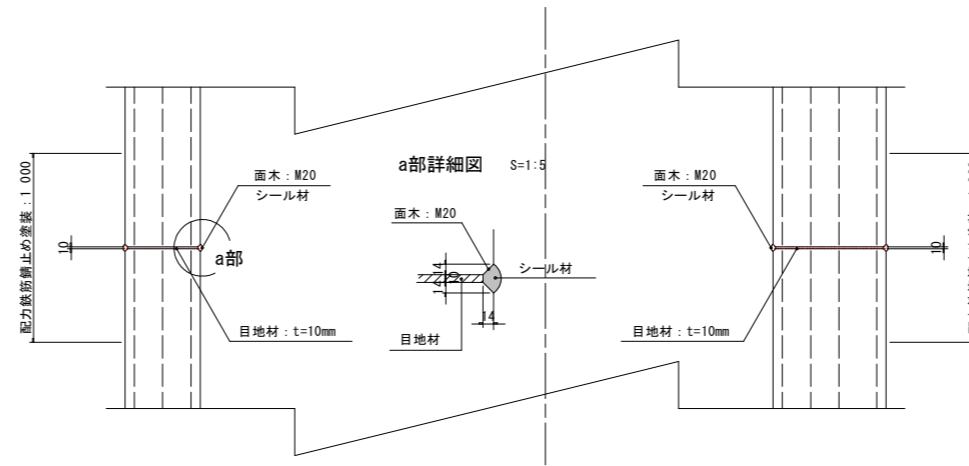 a部詳細図 S=1:5
面木：M20
シール材
面木：M20
シール材
面木：M20
配力鉄筋錆止め塗装：1 000
10
a部
14
10
14
シール材
14
10
目地材：t=10mm
目地材
目地材：t=10mm